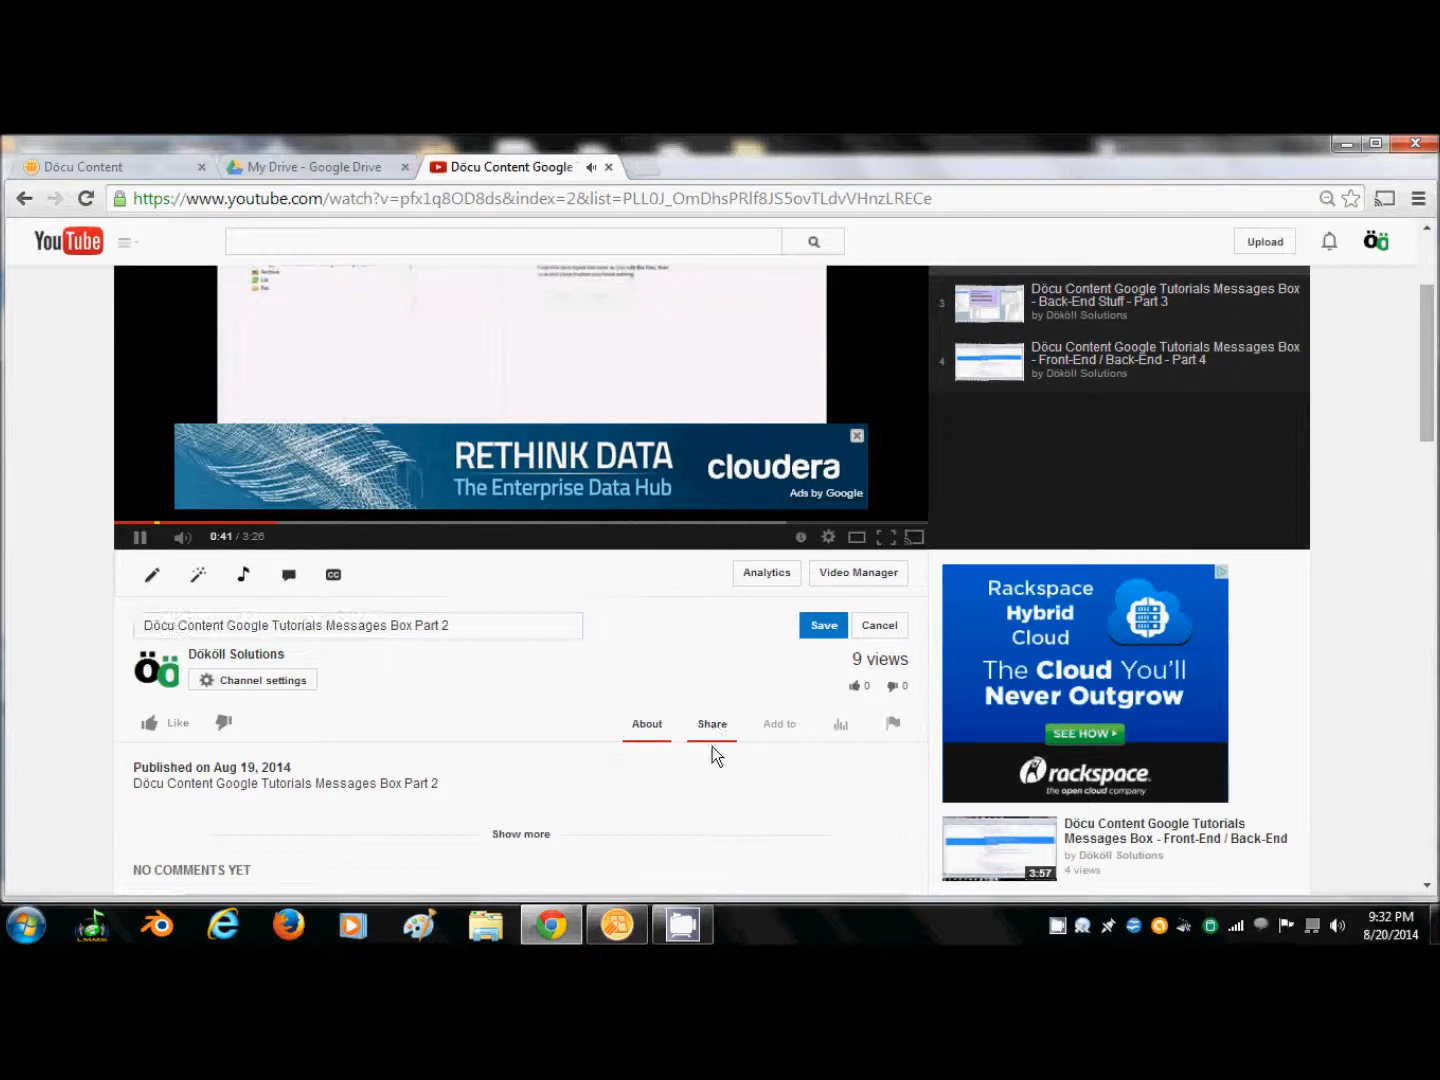 Döcu Content
My Drive - Google Drive
Döcu Content Google
https://www.youtube.com/watch?v=pfx1q8OD8ds&index=2&list=PLL0J_OmDhsPRlf8JS5ovTLdvVHnzLRECe
YouTube
Upload
öö
Archive
3
Döcu Content Google Tutorials Messages Box
- Back-End Stuff - Part 3
by Dököll Solutions
4
Döcu Content Google Tutorials Messages Box
- Front-End / Back-End - Part 4
by Dököll Solutions
RETHINK DATA
The Enterprise Data Hub
cloudera
Ads by Google
0:41 / 3:26
CC
Analytics
Video Manager
Döcu Content Google Tutorials Messages Box Part 2
Save
Cancel
öö
Dököll Solutions
Channel settings
9 views
0
0
Like
About
Share
Add to
Published on Aug 19, 2014
Döcu Content Google Tutorials Messages Box Part 2
Show more
NO COMMENTS YET
Rackspace
Hybrid
Cloud
The Cloud You'll
Never Outgrow
SEE HOW
rackspace.
the open cloud company
3:57
Döcu Content Google Tutorials
Messages Box - Front-End / Back-End
by Dököll Solutions
4 views
LMMS
9:32 PM
8/20/2014